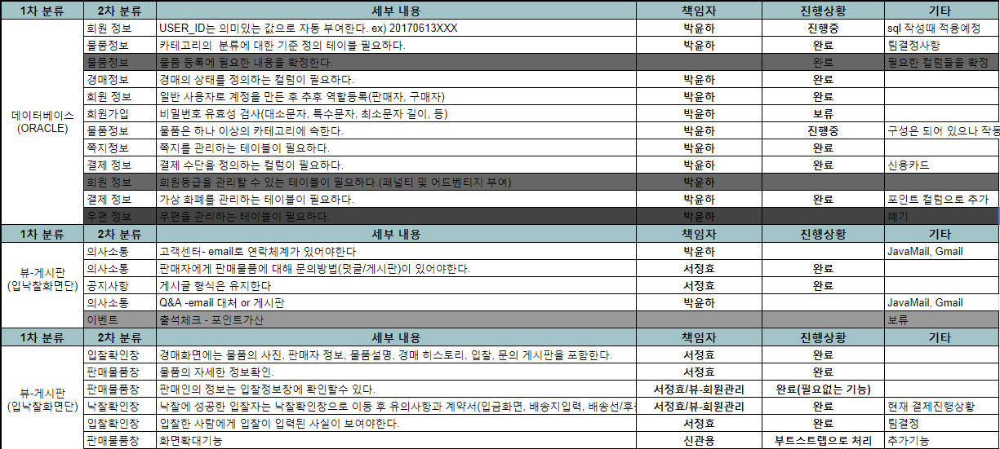 1차 분류 2차 분류 세부 내용 책임자 진행상황 기타
회원 정보 USER_ID는 의미있는 값으로 자동 부여한다. ex) 20170613XXX 박윤하 진행중 sql 작성때 적용예정
물품정보 카테고리의 분류에 대한 기준 정의 테이블 필요하다. 박윤하 완료 팀결정사항
물품정보 물품 등록에 필요한 내용을 확정한다. 완료 필요한 컬럼들을 확정
경매정보 경매의 상태를 정의하는 컬럼이 필요하다. 박윤하 완료
회원 정보 일반 사용자로 계정을 만든 후 추후 역할등록(판매자, 구매자) 박윤하 완료
데이터베이스
(ORACLE)
회원가입 비밀번호 유효성 검사(대소문자, 특수문자, 최소문자 길이, 등) 박윤하 보류
물품정보 물품은 하나 이상의 카테고리에 속한다. 박윤하 진행중 구성은 되어 있으나 작동
쪽지정보 쪽지를 관리하는 테이블이 필요하다. 박윤하 완료
결제 정보 결제 수단을 정의하는 컬럼이 필요하다. 박윤하 완료 신용카드
회원 정보 회원등급을 관리할 수 있는 테이블이 필요하다.(패널티 및 어드벤티지 부여) 박윤하
결제 정보 가상 화폐를 관리하는 테이블이 필요하다. 박윤하 완료 포인트 컬럼으로 추가
우편 정보 우편을 관리하는 테이블이 필요하다. 박윤하 폐기
1차 분류 2차 분류 세부 내용 책임자 진행상황 기타
의사소통 고객센터- email로 연락체계가 있어야한다 박윤하 JavaMail, Gmail
의사소통 판매자에게 판매물품에 대해 문의방법(덧글/게시판)이 있어야한다. 서정효 완료
뷰-게시판
(입낙찰화면단)
공지사항 게시글 형식은 유지한다 서정효 완료
의사소통 Q&A -email 대처 or 게시판 박윤하 JavaMail, Gmail
이벤트 출석체크 - 포인트가산 보류
1차 분류 2차 분류 세부 내용 책임자 진행상황 기타
입찰확인창 경매화면에는 물품의 사진, 판매자 정보, 물품설명, 경매 히스토리, 입찰, 문의 게시판을 포함한다. 서정효 완료
판매물품창 물품의 자세한 정보확인. 서정효 완료
뷰-게시판
(입낙찰화면단)
판매물품창 판매인의 정보는 입찰정보창에 확인할수 있다. 서정효/뷰-회원관리 완료(필요없는 기능)
낙찰확인창 낙찰에 성공한 입찰자는 낙찰확인창으로 이동 후 유의사항과 계약서(입금화면, 배송지입력, 배송선/후 서정효/뷰-회원관리 완료 현재 결제진행상황
입찰확인창 입찰한 사람에게 입찰이 입력된 사실이 보여야한다. 서정효 완료 팀결정
판매물품창 화면확대기능 신관용 부트스트랩으로 처리 추가기능